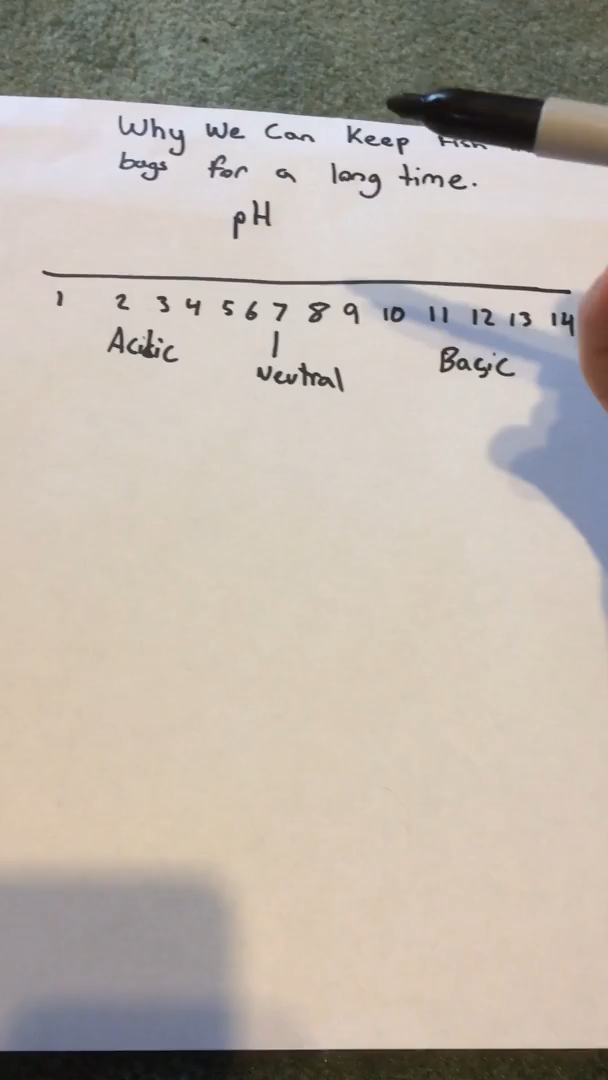 Why We Can Keep Fish
bags for a long time.
pH
1 2 3 4 5 6 7 8 9 10 11 12 13 14
Acidic Basic
Neutral